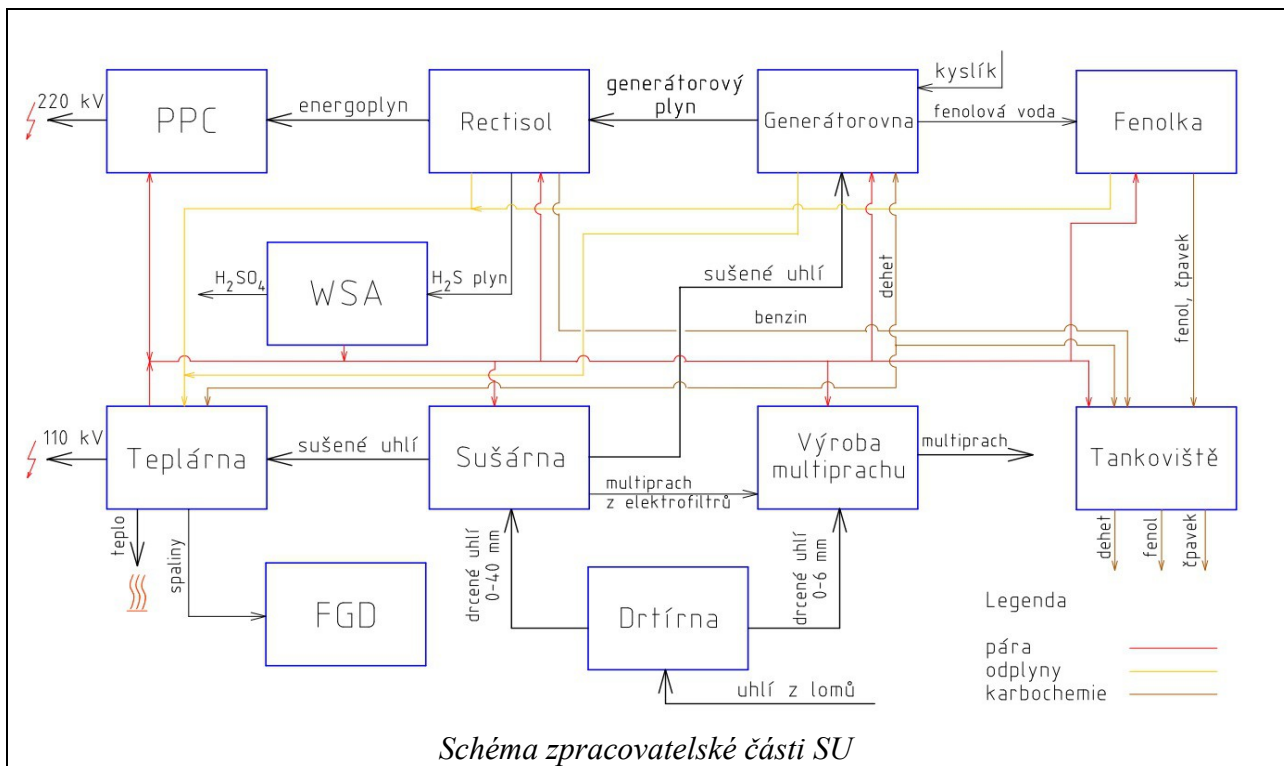 kyslík
220 kV
PPC
energoplyn
Rectisol
generátorový
plyn
Generátorovna
fenolová voda
Fenolka
H2SO4
WSA
H2S plyn
sušené uhlí
dehet
fenol, čpavek
benzin
110 kV
Teplárna
sušené uhlí
Sušárna
multiprach
z elektrofiltrů
Výroba
multiprachu
multiprach
Tankoviště
teplo
spaliny
FGD
drcené uhlí
0-40 mm
Drtírna
drcené uhlí
0-6 mm
dehet
fenol
čpavek
uhlí z lomů
Legenda
pára
odplyny
karbochemie
Schéma zpracovatelské části SU